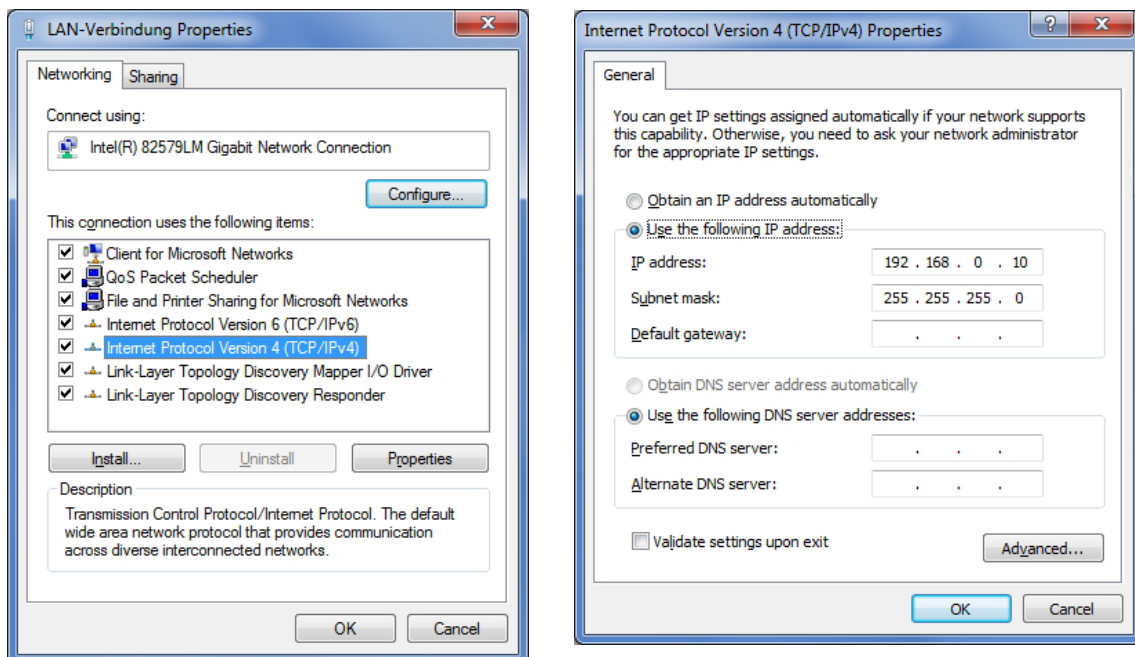 LAN-Verbindung Properties
Networking
Sharing
Connect using:
Intel(R) 82579LM Gigabit Network Connection
Configure...
This connection uses the following items:
Client for Microsoft Networks
QoS Packet Scheduler
File and Printer Sharing for Microsoft Networks
Internet Protocol Version 6 (TCP/IPv6)
Internet Protocol Version 4 (TCP/IPv4)
Link-Layer Topology Discovery Mapper I/O Driver
Link-Layer Topology Discovery Responder
Install...
Uninstall
Properties
Description
Transmission Control Protocol/Internet Protocol. The default
wide area network protocol that provides communication
across diverse interconnected networks.
OK
Cancel
Internet Protocol Version 4 (TCP/IPv4) Properties
General
You can get IP settings assigned automatically if your network supports
this capability. Otherwise, you need to ask your network administrator
for the appropriate IP settings.
Obtain an IP address automatically
Use the following IP address:
IP address: 192 . 168 . 0 . 10
Subnet mask: 255 . 255 . 255 . 0
Default gateway: . . .
Obtain DNS server address automatically
Use the following DNS server addresses:
Preferred DNS server: . . .
Alternate DNS server: . . .
Validate settings upon exit
Advanced...
OK
Cancel